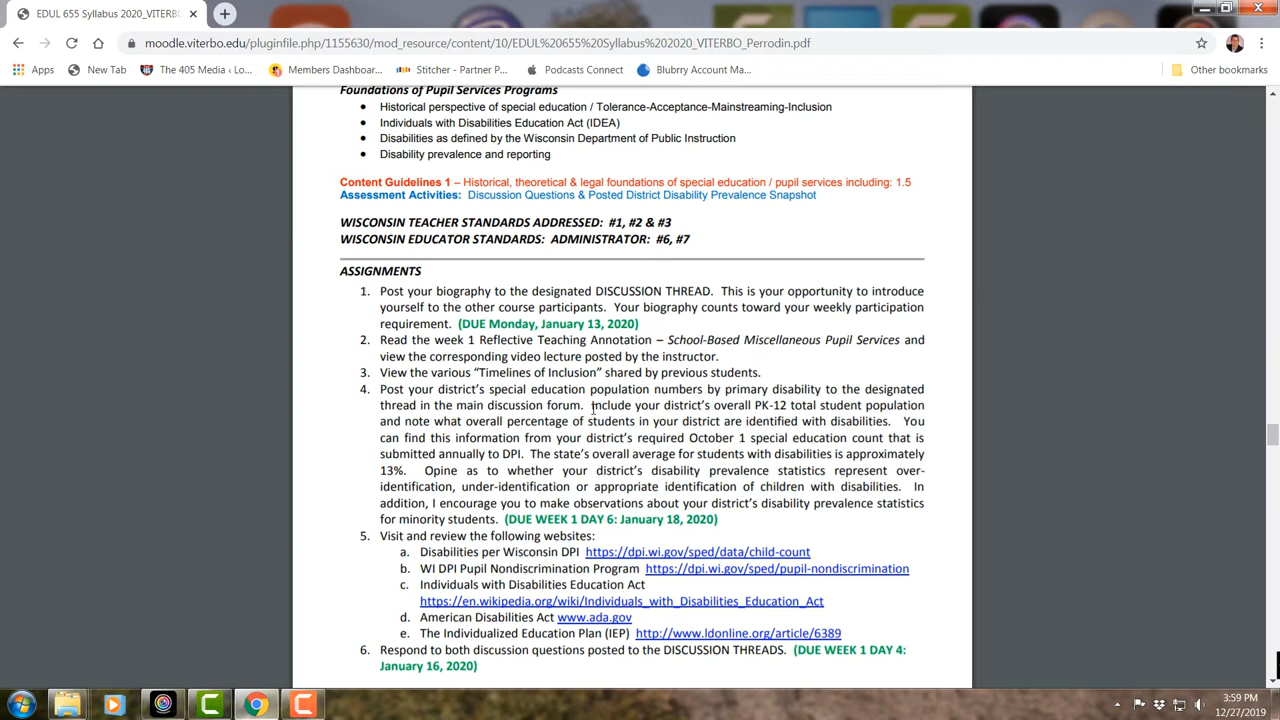 EDUL 655 Syllabus 2020_VITERBO
moodle.viterbo.edu/pluginfile.php/1155630/mod_resource/content/10/EDUL%20655%20Syllabus%202020_VITERBO_Perrodin.pdf
Apps New Tab The 405 Media ‹ Lo... Members Dashboar... Stitcher - Partner P... Podcasts Connect Blubrry Account Ma... Other bookmarks
Foundations of Pupil Services Programs
• Historical perspective of special education / Tolerance-Acceptance-Mainstreaming-Inclusion
• Individuals with Disabilities Education Act (IDEA)
• Disabilities as defined by the Wisconsin Department of Public Instruction
• Disability prevalence and reporting
Content Guidelines 1 – Historical, theoretical & legal foundations of special education / pupil services including: 1.5
Assessment Activities: Discussion Questions & Posted District Disability Prevalence Snapshot
WISCONSIN TEACHER STANDARDS ADDRESSED: #1, #2 & #3
WISCONSIN EDUCATOR STANDARDS: ADMINISTRATOR: #6, #7
ASSIGNMENTS
1. Post your biography to the designated DISCUSSION THREAD. This is your opportunity to introduce
yourself to the other course participants. Your biography counts toward your weekly participation
requirement. (DUE Monday, January 13, 2020)
2. Read the week 1 Reflective Teaching Annotation – School-Based Miscellaneous Pupil Services and
view the corresponding video lecture posted by the instructor.
3. View the various “Timelines of Inclusion” shared by previous students.
4. Post your district’s special education population numbers by primary disability to the designated
thread in the main discussion forum. Include your district’s overall PK-12 total student population
and note what overall percentage of students in your district are identified with disabilities. You
can find this information from your district’s required October 1 special education count that is
submitted annually to DPI. The state’s overall average for students with disabilities is approximately
13%. Opine as to whether your district’s disability prevalence statistics represent over-
identification, under-identification or appropriate identification of children with disabilities. In
addition, I encourage you to make observations about your district’s disability prevalence statistics
for minority students. (DUE WEEK 1 DAY 6: January 18, 2020)
5. Visit and review the following websites:
a. Disabilities per Wisconsin DPI https://dpi.wi.gov/sped/data/child-count
b. WI DPI Pupil Nondiscrimination Program https://dpi.wi.gov/sped/pupil-nondiscrimination
c. Individuals with Disabilities Education Act
https://en.wikipedia.org/wiki/Individuals_with_Disabilities_Education_Act
d. American Disabilities Act www.ada.gov
e. The Individualized Education Plan (IEP) http://www.ldonline.org/article/6389
6. Respond to both discussion questions posted to the DISCUSSION THREADS. (DUE WEEK 1 DAY 4:
January 16, 2020)
3:59 PM
12/27/2019